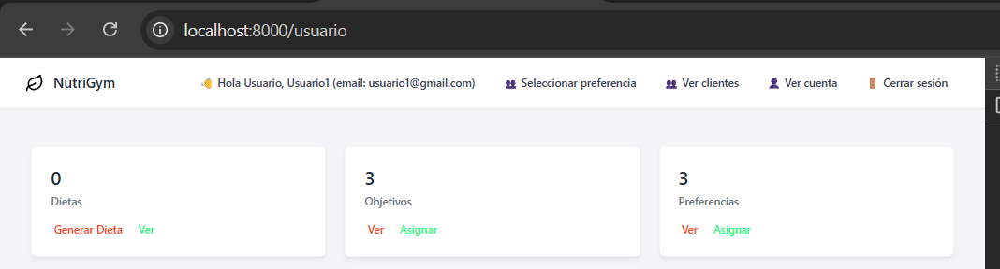 localhost:8000/usuario
NutriGym
👋 Hola Usuario, Usuario1 (email: usuario1@gmail.com)
👥 Seleccionar preferencia
👥 Ver clientes
👤 Ver cuenta
🚪 Cerrar sesión
0
Dietas
Generar Dieta Ver
3
Objetivos
Ver Asignar
3
Preferencias
Ver Asignar